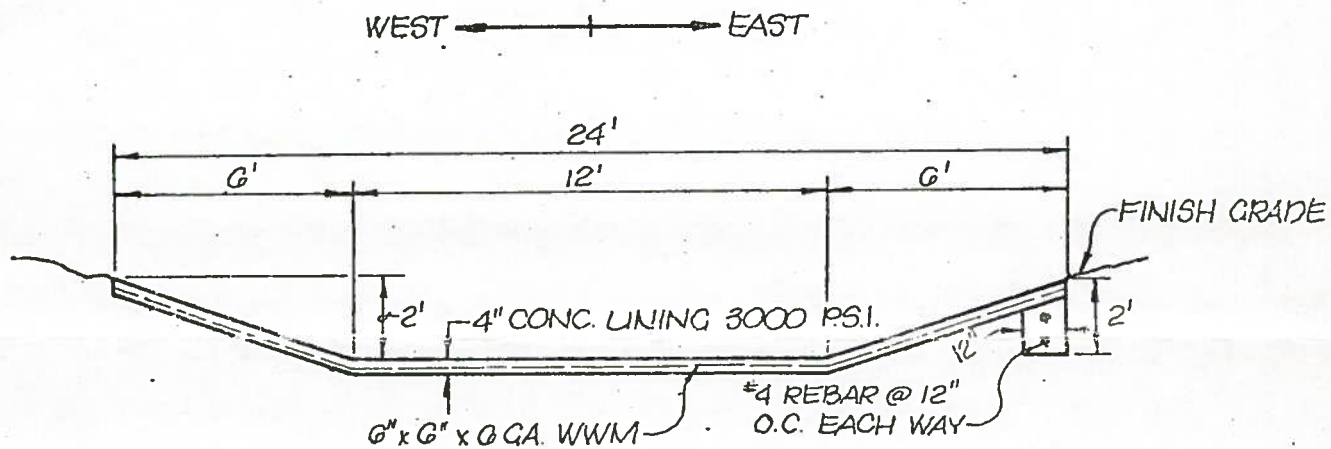 WEST EAST
24'
6' 12' 6'
FINISH GRADE
2' 4" CONC. LINING 3000 P.S.I. 2'
12"
#4 REBAR @ 12"
6" x 6" x 6 GA. WWM O.C. EACH WAY